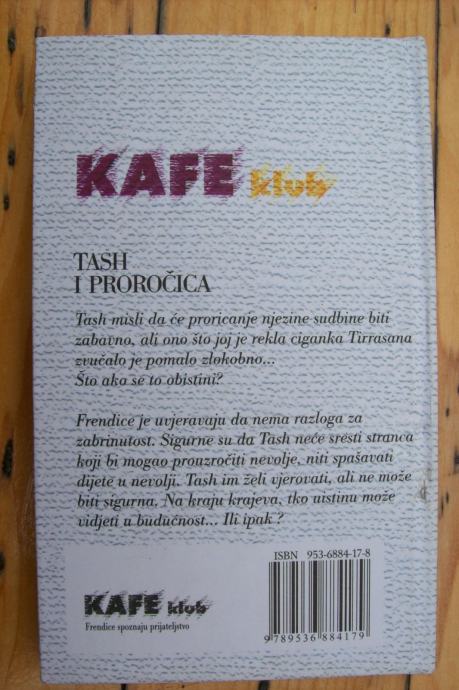 KAFE klub
TASH
I PROROČICA
Tash misli da će proricanje njezine sudbine biti
zabavno, ali ono što joj je rekla ciganka Tirrasana
zvučalo je pomalo zlokobno...
Što ako se to obistini?
Frendice je uvjeravaju da nema razloga za
zabrinutost. Sigurne su da Tash neće sresti stranca
koji bi mogao prouzročiti nevolje, niti spašavati
dijete u nevolji. Tash im želi vjerovati, ali ne može
biti sigurna. Na kraju krajeva, tko uistinu može
vidjeti u budućnost... Ili ipak?
ISBN 953-6884-17-8
KAFE klub
Frendice spoznaju prijateljstvo
9 789536 884179